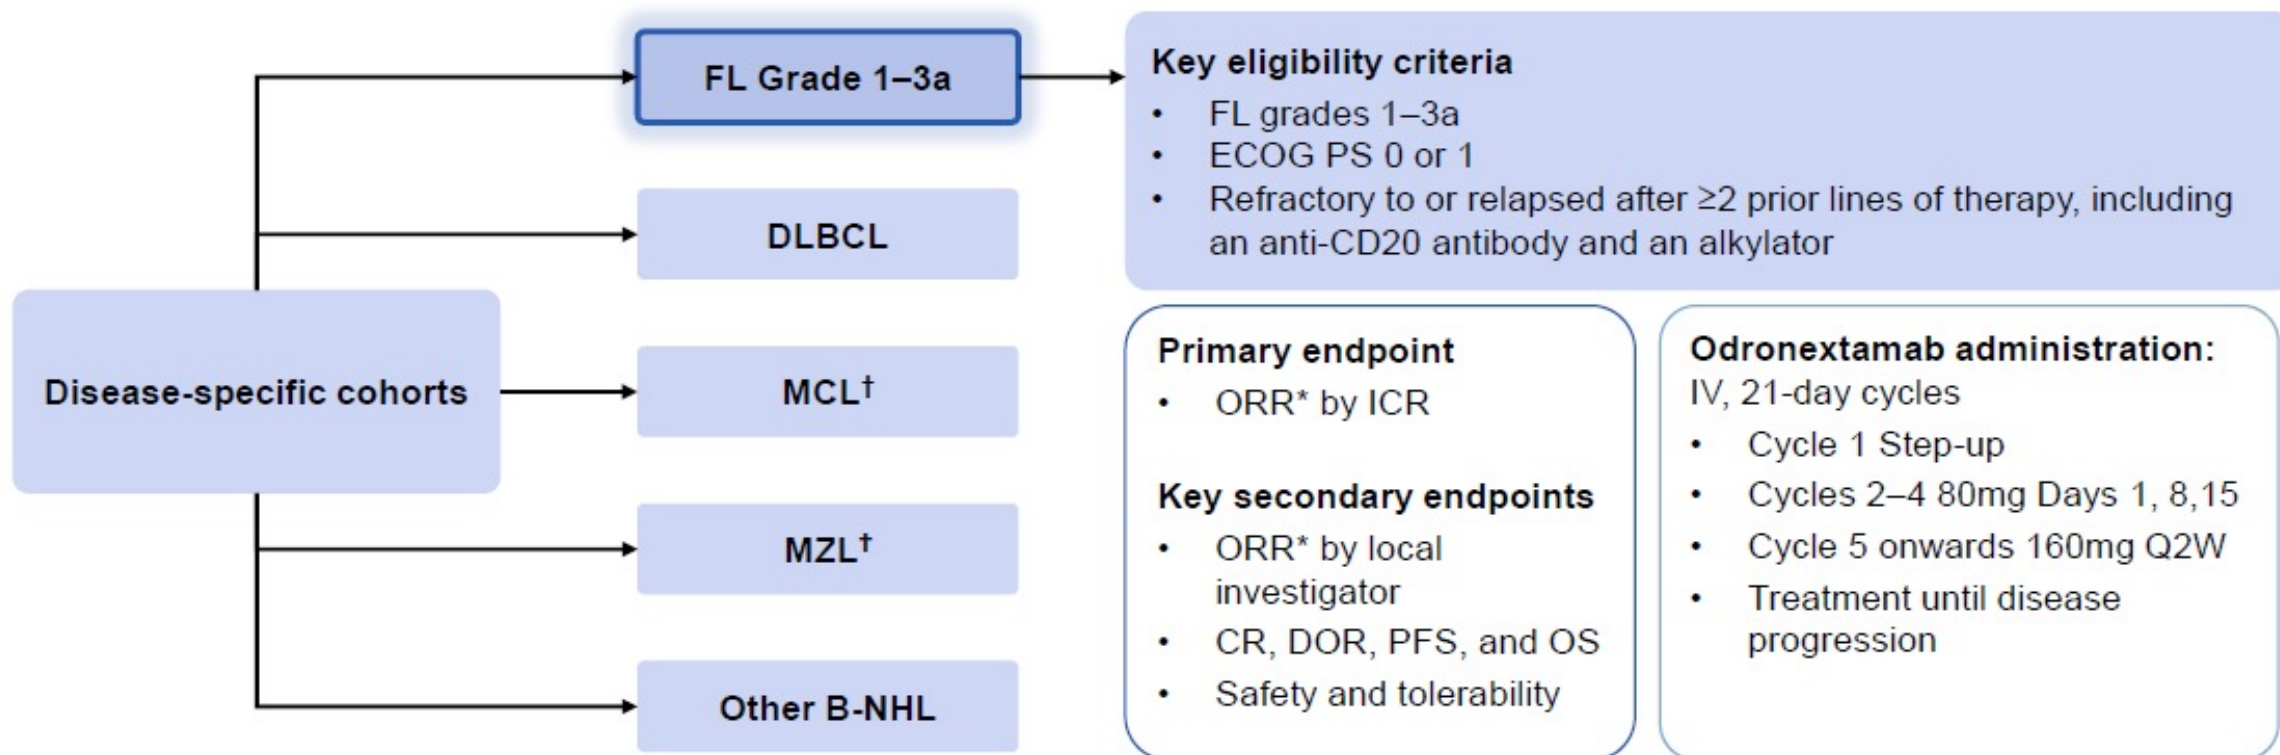 FL Grade 1–3a
DLBCL
Disease-specific cohorts
MCL†
MZL†
Other B-NHL
Key eligibility criteria
• FL grades 1–3a
• ECOG PS 0 or 1
• Refractory to or relapsed after ≥2 prior lines of therapy, including
an anti-CD20 antibody and an alkylator
Primary endpoint
• ORR* by ICR
Key secondary endpoints
• ORR* by local
investigator
• CR, DOR, PFS, and OS
• Safety and tolerability
Odronextamab administration:
IV, 21-day cycles
• Cycle 1 Step-up
• Cycles 2–4 80mg Days 1, 8,15
• Cycle 5 onwards 160mg Q2W
• Treatment until disease
progression